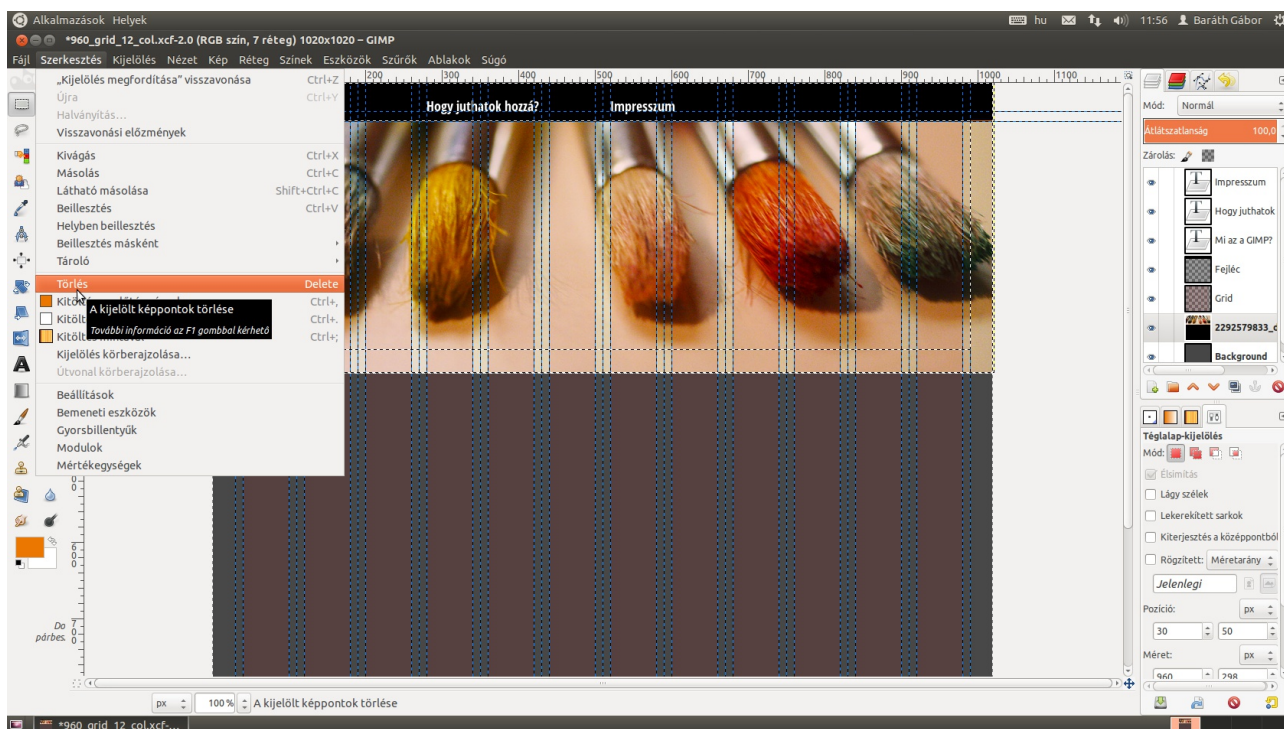 Alkalmazások Helyek
hu
11:56
Baráth Gábor
*960_grid_12_col.xcf-2.0 (RGB szín, 7 réteg) 1020x1020 – GIMP
Fájl Szerkesztés Kijelölés Nézet Kép Réteg Színek Eszközök Szűrők Ablakok Súgó
„Kijelölés megfordítása” visszavonása Ctrl+Z
Újra Ctrl+Y
Halványítás…
Visszavonási előzmények
Kivágás Ctrl+X
Másolás Ctrl+C
Látható másolása Shift+Ctrl+C
Beillesztés Ctrl+V
Helyben beillesztés
Beillesztés másként
Tároló
Törlés Delete
Ctrl+,
Ctrl+.
Ctrl+;
A kijelölt képpontok törlése
További információ az F1 gombbal kérhető
Kijelölés körberajzolása…
Útvonal körberajzolása…
Beállítások
Bemeneti eszközök
Gyorsbillentyűk
Modulok
Mértékegységek
200 300 400 500 600 700 800 900 1000 1100
Hogy juthatok hozzá? Impresszum
600
70
Do
párbes.
Mód: Normál
Átlátszatlanság 100,0
Zárolás:
Impresszum
Hogy juthatok
Mi az a GIMP?
Fejléc
Grid
2292579833_
Background
Téglalap-kijelölés
Mód:
Élsimítás
Lágy szélek
Lekerekített sarkok
Kiterjesztés a középpontból
Rögzített: Méretarány
Jelenlegi
Pozíció: px
30 50
Méret: px
960 298
px 100 % A kijelölt képpontok törlése
*960_grid_12_col.xcf-…